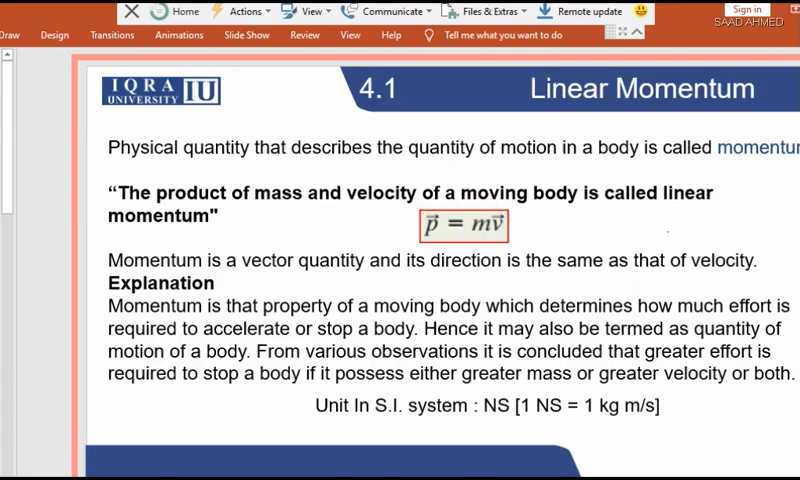 Home Actions View Communicate Files & Extras Remote update Sign in
SAAD AHMED
Draw Design Transitions Animations Slide Show Review View Help Tell me what you want to do
IQRA
UNIVERSITY IU
4.1 Linear Momentum
Physical quantity that describes the quantity of motion in a body is called momentu
“The product of mass and velocity of a moving body is called linear
momentum"
p⃗ = mv⃗
Momentum is a vector quantity and its direction is the same as that of velocity.
Explanation
Momentum is that property of a moving body which determines how much effort is
required to accelerate or stop a body. Hence it may also be termed as quantity of
motion of a body. From various observations it is concluded that greater effort is
required to stop a body if it possess either greater mass or greater velocity or both.
Unit In S.I. system : NS [1 NS = 1 kg m/s]